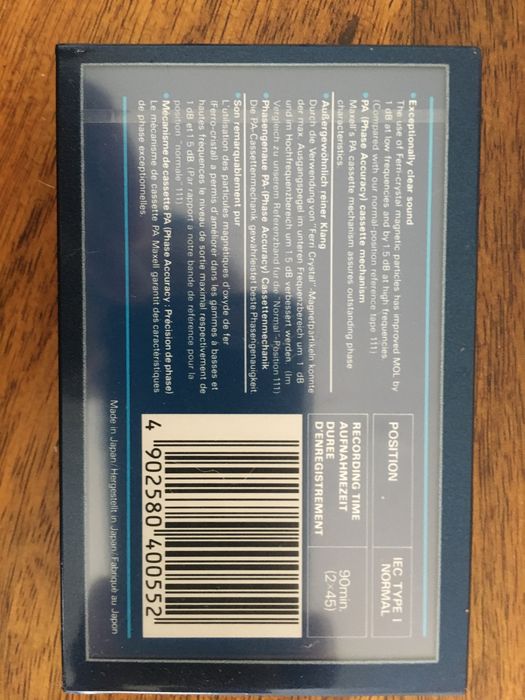 • Exceptionally clear sound
The use of Ferri-crystal magnetic particles has improved MOL by
1 dB at low frequencies and by 1.5 dB at high frequencies.
(Compared with our normal-position reference tape 111)
• PA (Phase Accuracy) cassette mechanism
Maxell's PA cassette mechanism assures outstanding phase
characteristics.
• Außergewöhnlich reiner Klang
Durch die Verwendung von "Ferri Crystal"-Magnetpartikeln konnte
der max. Ausgangspegel im unteren Frequenzbereich um 1 dB
und im Hochfrequenzbereich um 1.5 dB verbessert werden. (Im
Vergleich zu unserem Referenzband für die "Normal"-Position 111)
• Phasengenaue PA-(Phase Accuracy) Cassettenmechanik
Die PA-Cassettenmechanik gewährleistet beste Phasengenauigkeit.
• Son remarquablement pur
L'utilisation des particules magnétiques d'oxyde de fer
(Ferro-cristal) a permis d'améliorer dans les gammes à basses et
hautes fréquences le niveau de sortie maximal respectivement de
1 dB et 1.5 dB. (Par rapport à notre bande de référence pour la
position "normale" 111)
• Mécanisme de cassette PA (Phase Accuracy: Précision de phase)
Le mécanisme de cassette PA Maxell garantit des caractéristiques
de phase exceptionnelles.
POSITION
IEC TYPE I
NORMAL
RECORDING TIME
AUFNAHMEZEIT
DUREE
D'ENREGISTREMENT
90min.
(2×45)
4 902580 400552
Made in Japan/Hergestellt in Japan/Fabriqué au Japon